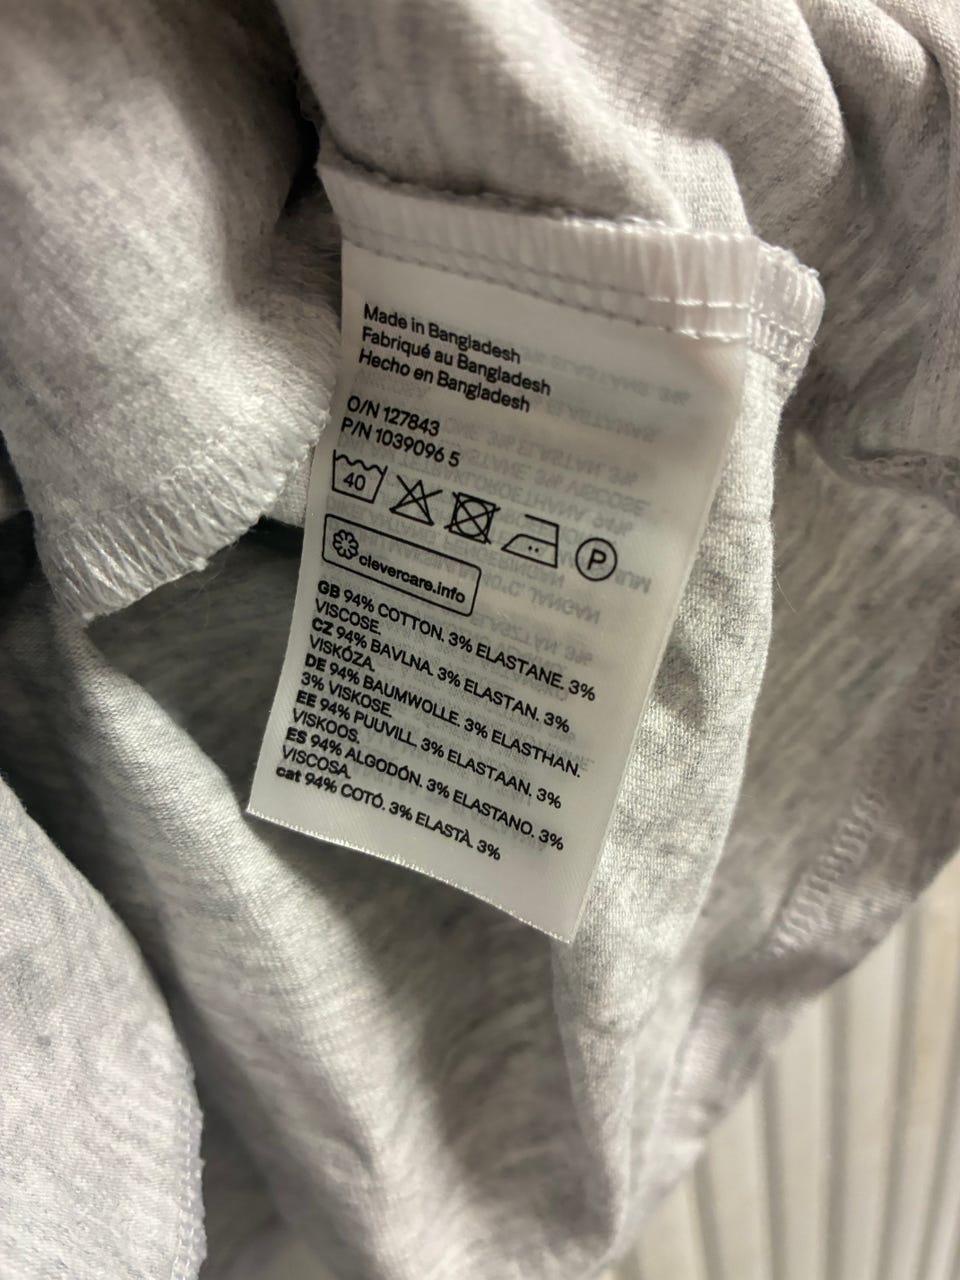 Made in Bangladesh
Fabriqué au Bangladesh
Hecho en Bangladesh
O/N 127843
P/N 1039096 5
40
P
clevercare.info
GB 94% COTTON. 3% ELASTANE. 3%
VISCOSE.
CZ 94% BAVLNA. 3% ELASTAN. 3%
VISKÓZA.
DE 94% BAUMWOLLE. 3% ELASTHAN.
3% VISKOSE.
EE 94% PUUVILL. 3% ELASTAAN. 3%
VISKOOS.
ES 94% ALGODÓN. 3% ELASTANO. 3%
VISCOSA.
cat 94% COTÓ. 3% ELASTÀ. 3%